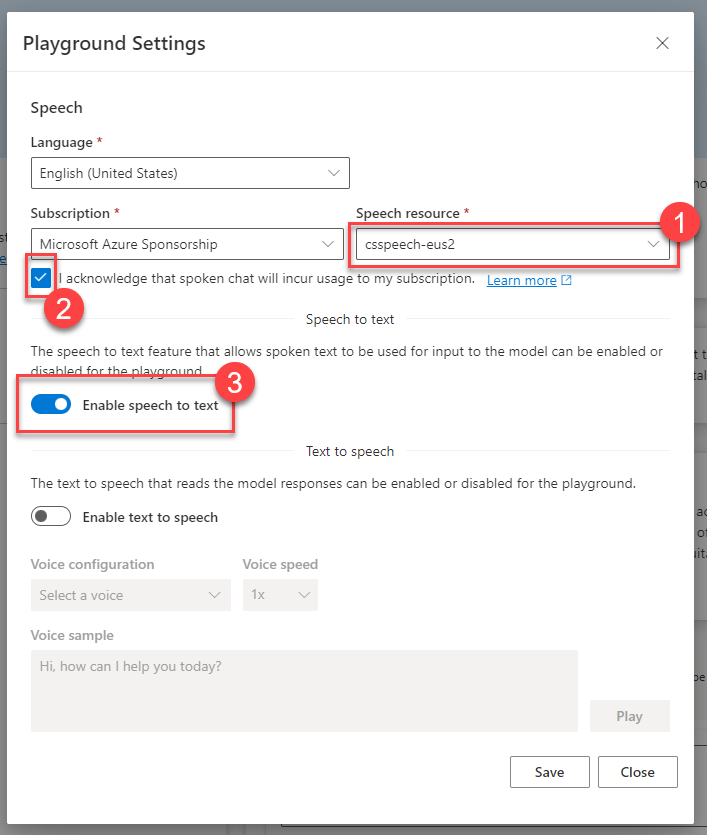 Playground Settings
Speech
Language *
English (United States)
Subscription *
Speech resource *
1
Microsoft Azure Sponsorship
csspeech-eus2
I acknowledge that spoken chat will incur usage to my subscription. Learn more
2
Speech to text
The speech to text feature that allows spoken text to be used for input to the model can be enabled or
disabled for the playground.
3
Enable speech to text
Text to speech
The text to speech that reads the model responses can be enabled or disabled for the playground.
Enable text to speech
Voice configuration
Voice speed
Select a voice
1x
Voice sample
Hi, how can I help you today?
Play
Save
Close